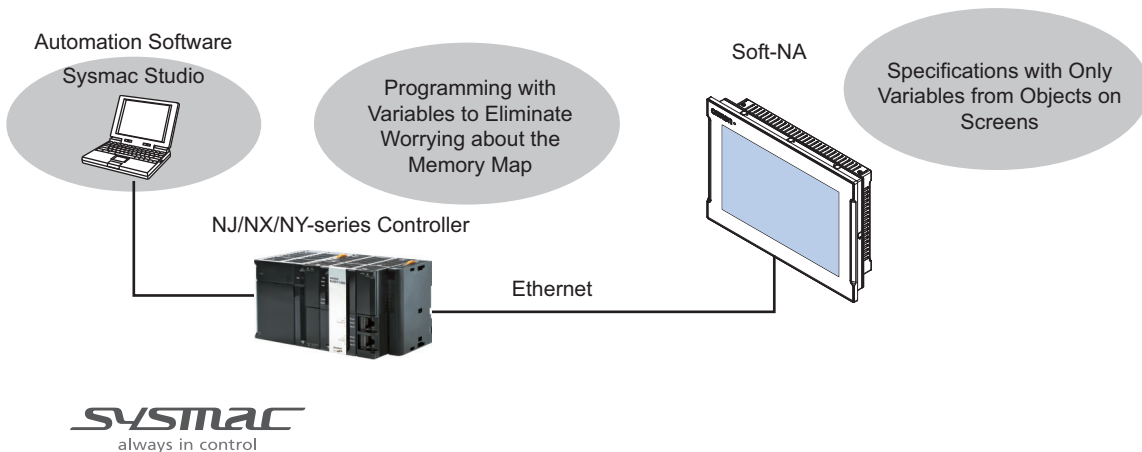 Automation Software
Sysmac Studio
Programming with
Variables to Eliminate
Worrying about the
Memory Map
Soft-NA
Specifications with Only
Variables from Objects on
Screens
NJ/NX/NY-series Controller
Ethernet
sysmac
always in control